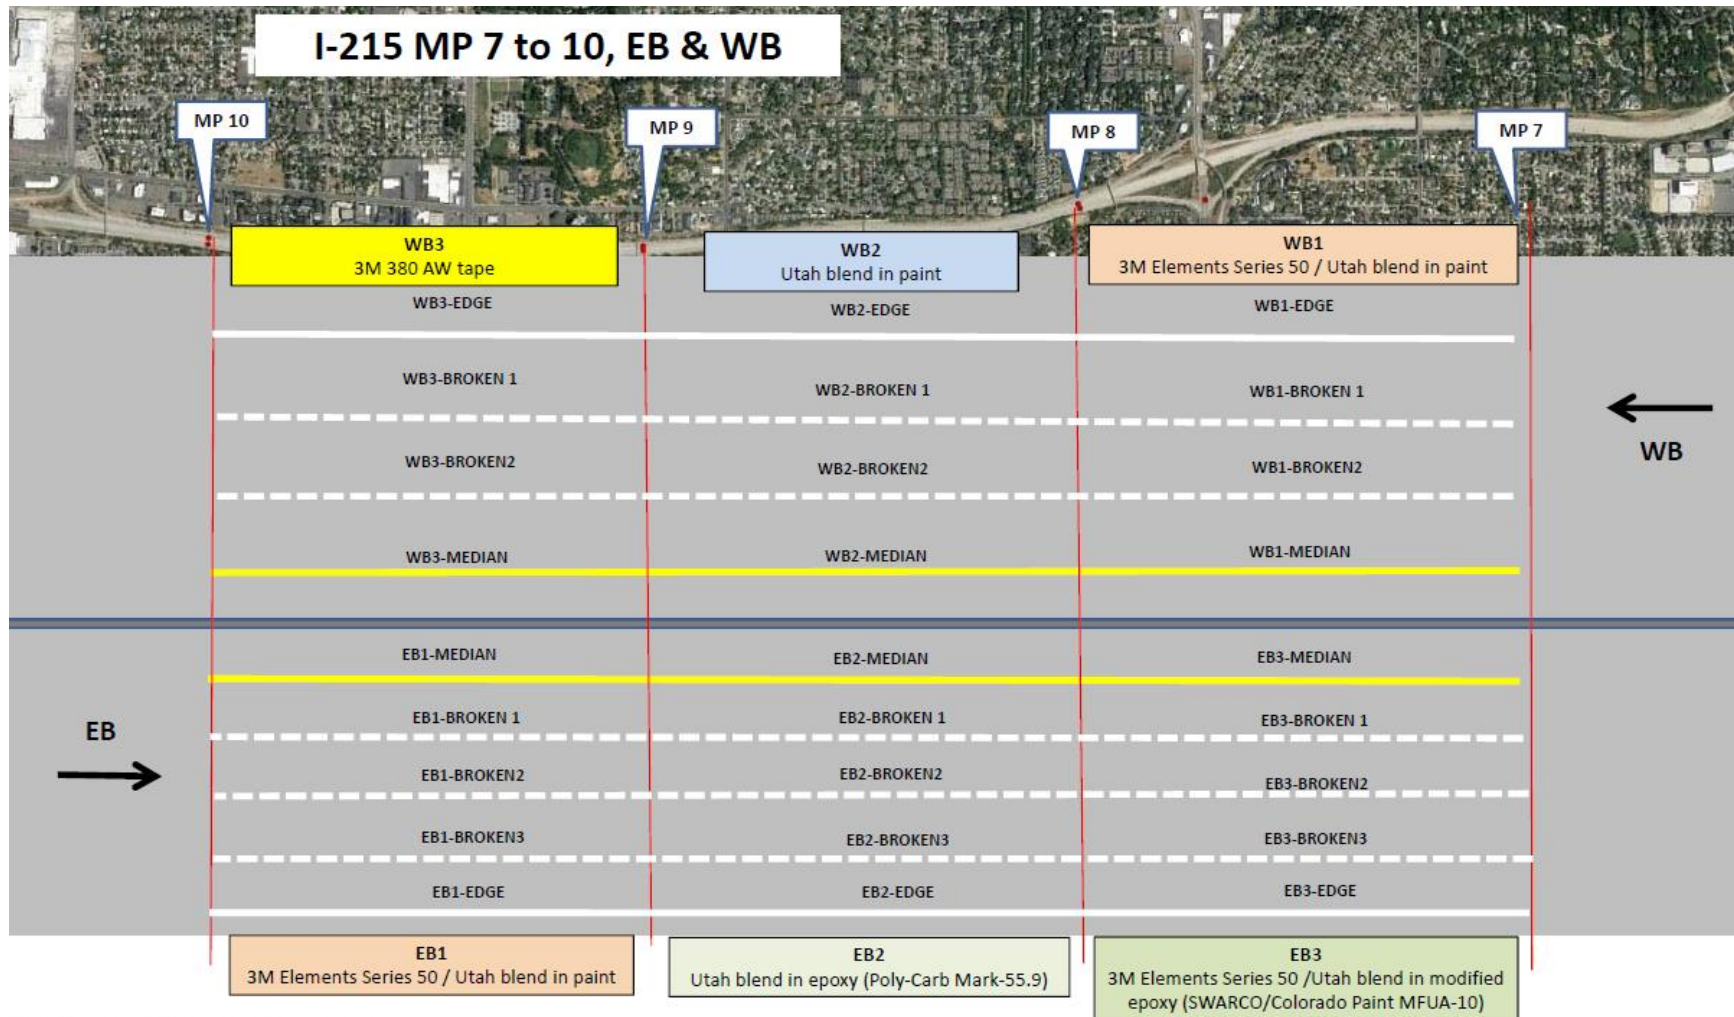 I-215 MP 7 to 10, EB & WB
MP 10
MP 9
MP 8
MP 7
WB3
3M 380 AW tape
WB2
Utah blend in paint
WB1
3M Elements Series 50 / Utah blend in paint
WB3-EDGE
WB2-EDGE
WB1-EDGE
WB3-BROKEN 1
WB2-BROKEN 1
WB1-BROKEN 1
WB
WB3-BROKEN2
WB2-BROKEN2
WB1-BROKEN2
WB3-MEDIAN
WB2-MEDIAN
WB1-MEDIAN
EB1-MEDIAN
EB2-MEDIAN
EB3-MEDIAN
EB
EB1-BROKEN 1
EB2-BROKEN 1
EB3-BROKEN 1
EB1-BROKEN2
EB2-BROKEN2
EB3-BROKEN2
EB1-BROKEN3
EB2-BROKEN3
EB3-BROKEN3
EB1-EDGE
EB2-EDGE
EB3-EDGE
EB1
3M Elements Series 50 / Utah blend in paint
EB2
Utah blend in epoxy (Poly-Carb Mark-55.9)
EB3
3M Elements Series 50 /Utah blend in modified
epoxy (SWARCO/Colorado Paint MFUA-10)